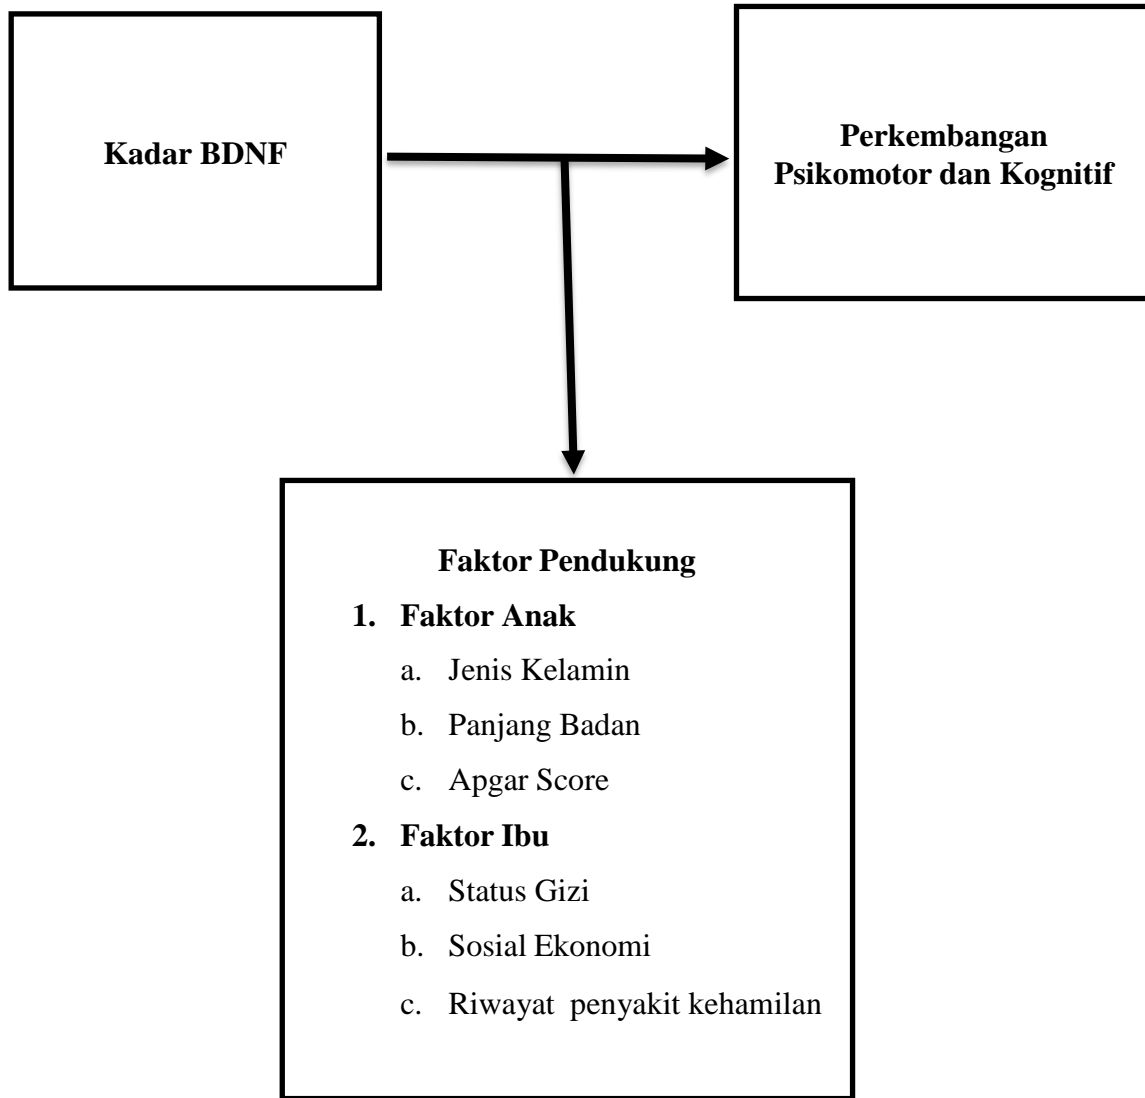 Kadar BDNF
Perkembangan
Psikomotor dan Kognitif
Faktor Pendukung
1. Faktor Anak
a. Jenis Kelamin
b. Panjang Badan
c. Apgar Score
2. Faktor Ibu
a. Status Gizi
b. Sosial Ekonomi
c. Riwayat penyakit kehamilan